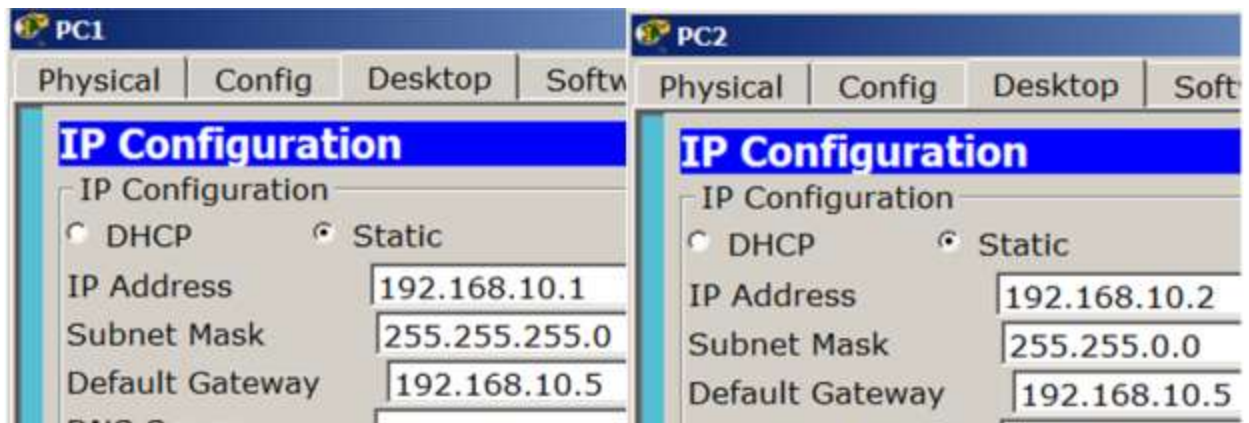 PC1
Physical Config Desktop
IP Configuration
IP Configuration
DHCP Static
IP Address 192.168.10.1
Subnet Mask 255.255.255.0
Default Gateway 192.168.10.5
PC2
Physical Config Desktop
IP Configuration
IP Configuration
DHCP Static
IP Address 192.168.10.2
Subnet Mask 255.255.0.0
Default Gateway 192.168.10.5